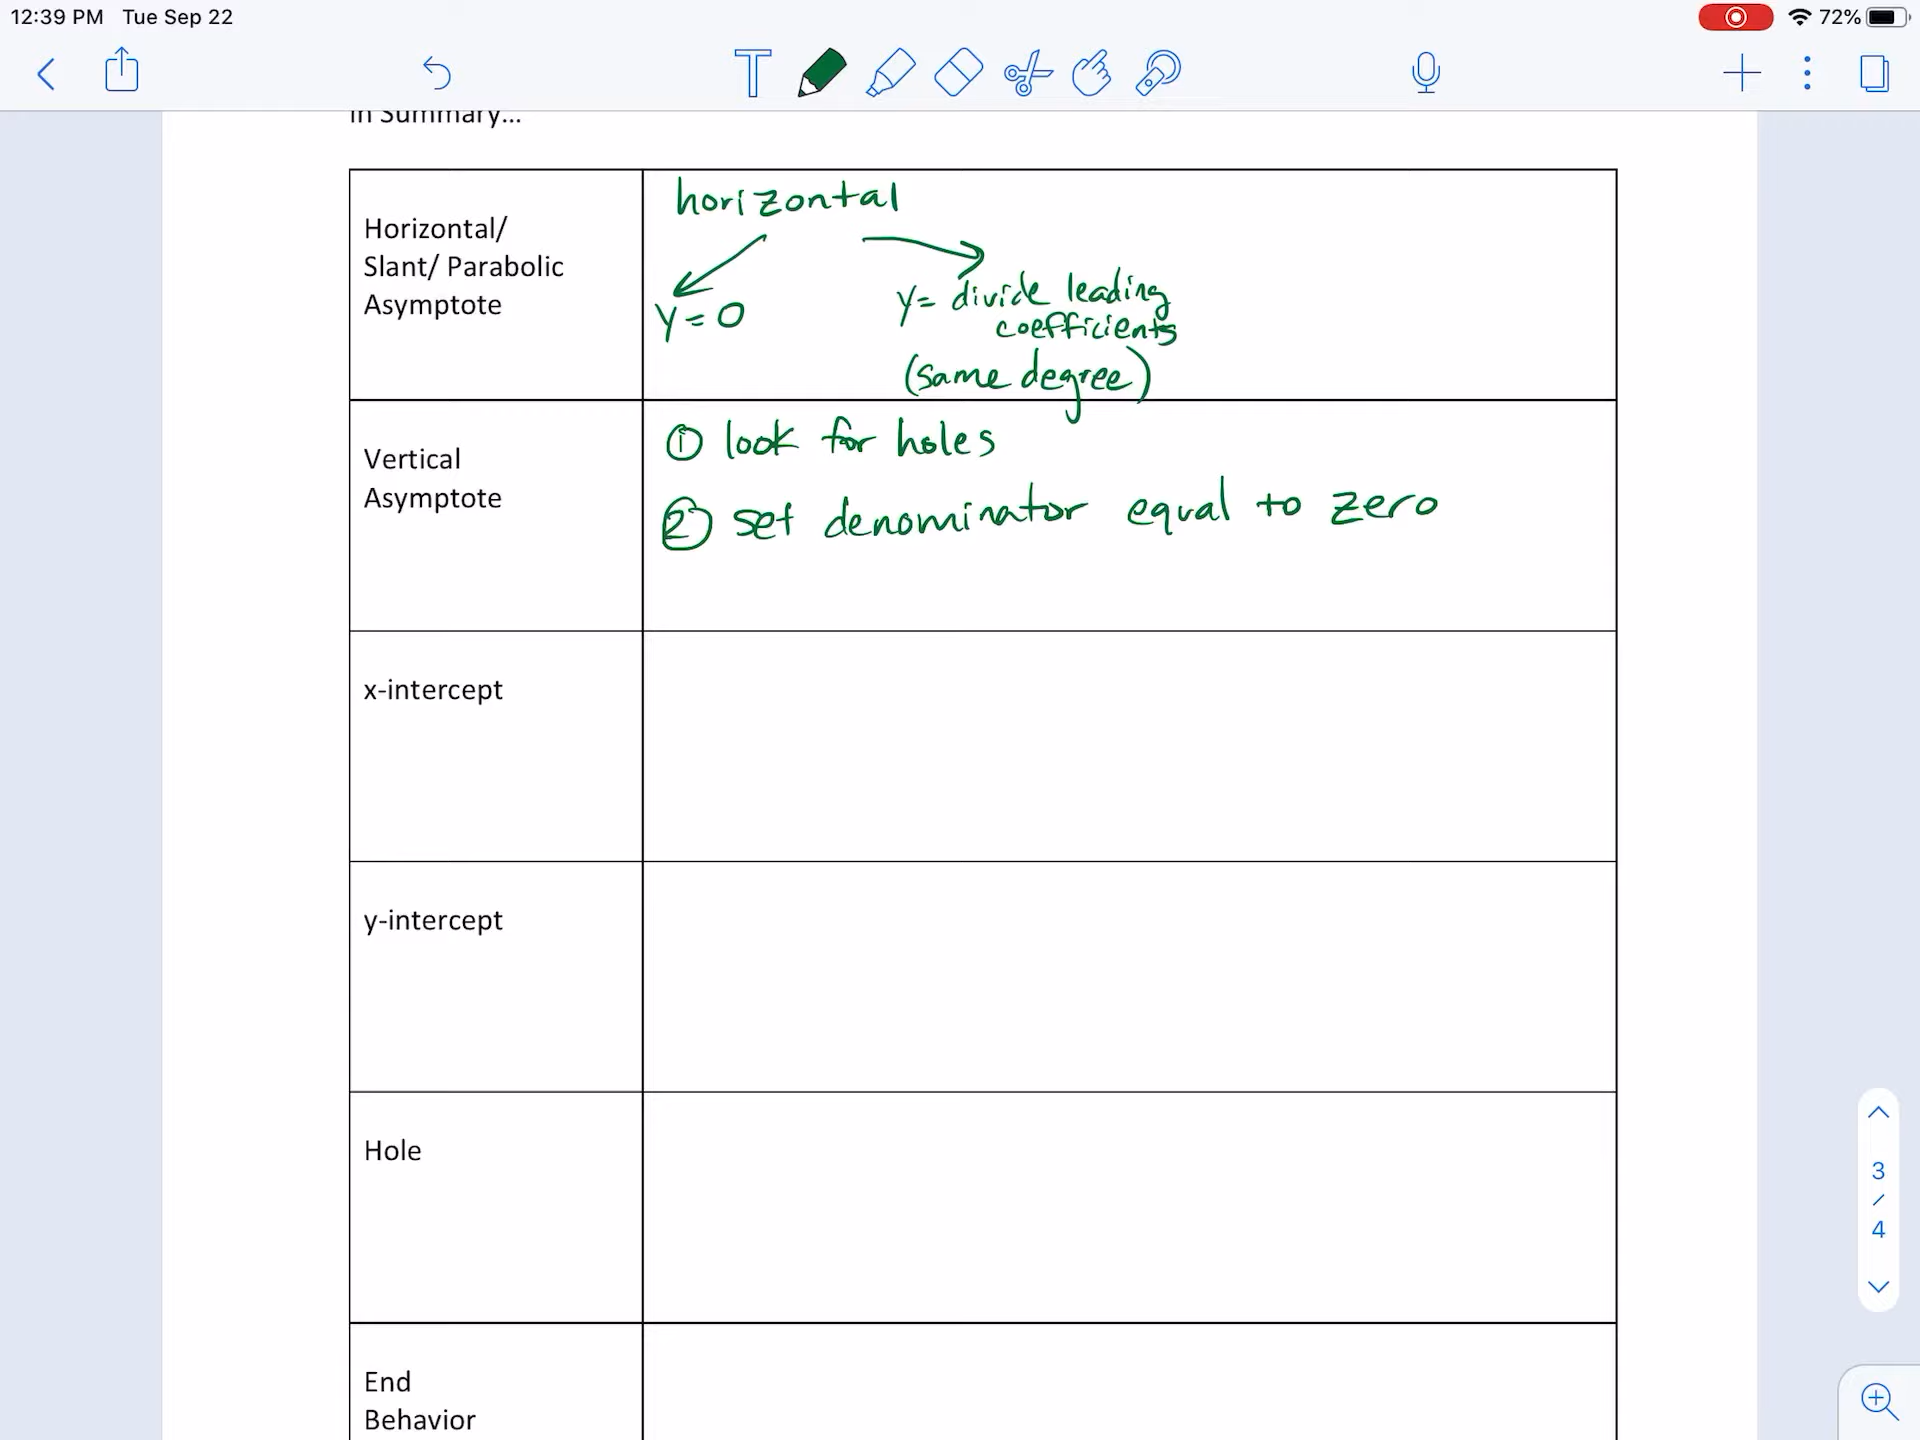 12:39 PM Tue Sep 22
72%
T
In Summary...
Horizontal/
Slant/ Parabolic
Asymptote
horizontal
y = 0
y = divide leading
coefficients
(same degree)
Vertical
Asymptote
① look for holes
② set denominator equal to zero
x-intercept
y-intercept
Hole
End
Behavior
3
/
4